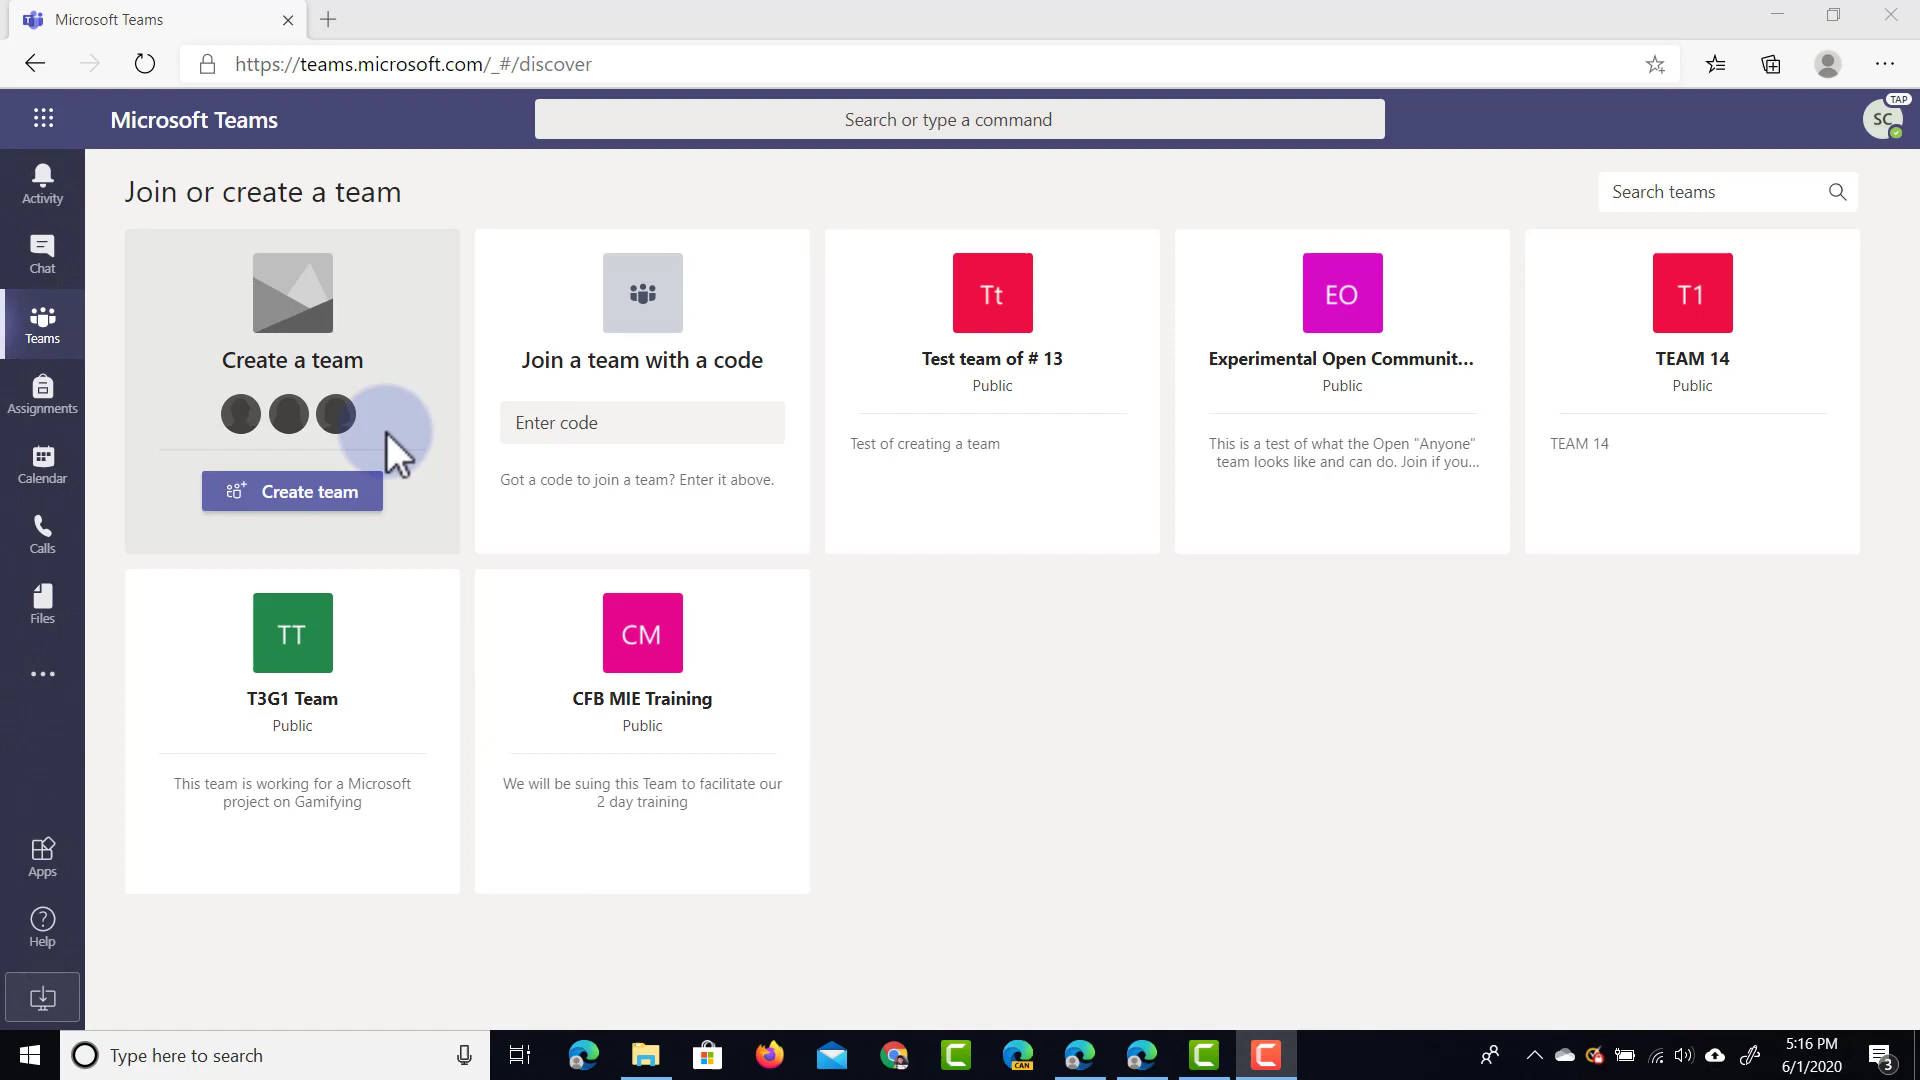 Microsoft Teams
https://teams.microsoft.com/_#/discover
Microsoft Teams
Search or type a command
TAP
SC
Activity
Chat
Teams
Assignments
Calendar
Calls
Files
Apps
Help
Join or create a team
Search teams
Create a team
Create team
Join a team with a code
Enter code
Got a code to join a team? Enter it above.
Tt
Test team of # 13
Public
Test of creating a team
EO
Experimental Open Communit...
Public
This is a test of what the Open "Anyone"
team looks like and can do. Join if you...
T1
TEAM 14
Public
TEAM 14
TT
T3G1 Team
Public
This team is working for a Microsoft
project on Gamifying
CM
CFB MIE Training
Public
We will be suing this Team to facilitate our
2 day training
Type here to search
CAN
5:16 PM
6/1/2020
3